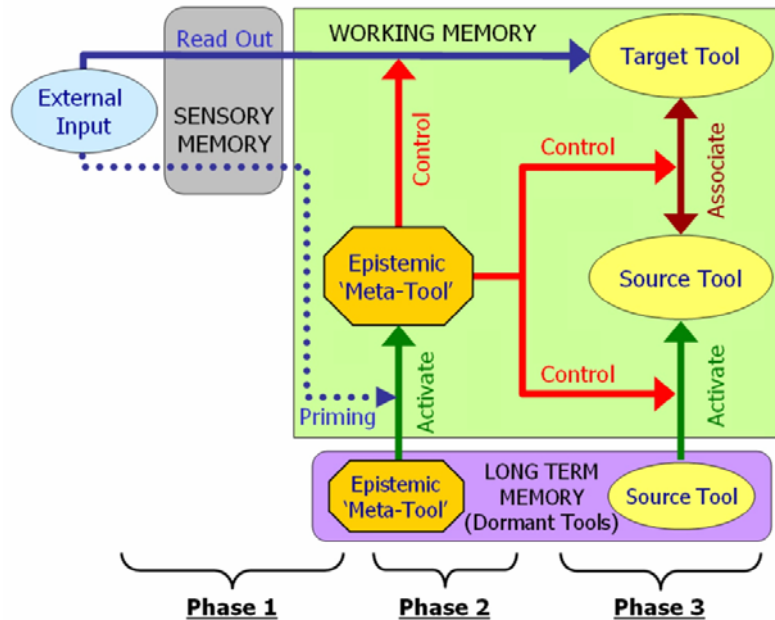 Read Out
WORKING MEMORY
Target Tool
External
Input
SENSORY
MEMORY
Control
Control
Associate
Epistemic
‘Meta-Tool’
Source Tool
Control
Priming
Activate
Activate
Epistemic
‘Meta-Tool’
LONG TERM
MEMORY
(Dormant Tools)
Source Tool
Phase 1
Phase 2
Phase 3